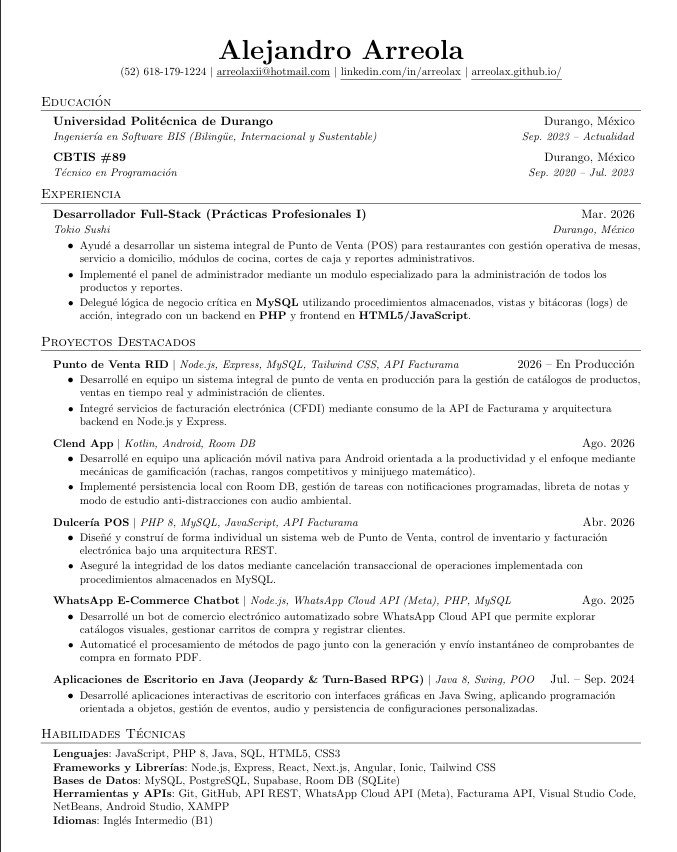 Alejandro Arreola
(52) 618-179-1224 | arreolaxii@hotmail.com | linkedin.com/in/arreolax | arreolax.github.io/
Educación
Universidad Politécnica de Durango Durango, México
Ingeniería en Software BIS (Bilingüe, Internacional y Sustentable) Sep. 2023 – Actualidad
CBTIS #89 Durango, México
Técnico en Programación Sep. 2020 – Jul. 2023
Experiencia
Desarrollador Full-Stack (Prácticas Profesionales I) Mar. 2026
Tokio Sushi Durango, México
• Ayudé a desarrollar un sistema integral de Punto de Venta (POS) para restaurantes con gestión operativa de mesas,
servicio a domicilio, módulos de cocina, cortes de caja y reportes administrativos.
• Implementé el panel de administrador mediante un modulo especializado para la administración de todos los
productos y reportes.
• Delegué lógica de negocio crítica en MySQL utilizando procedimientos almacenados, vistas y bitácoras (logs) de
acción, integrado con un backend en PHP y frontend en HTML5/JavaScript.
Proyectos Destacados
Punto de Venta RID | Node.js, Express, MySQL, Tailwind CSS, API Facturama 2026 – En Producción
• Desarrollé en equipo un sistema integral de punto de venta en producción para la gestión de catálogos de productos,
ventas en tiempo real y administración de clientes.
• Integré servicios de facturación electrónica (CFDI) mediante consumo de la API de Facturama y arquitectura
backend en Node.js y Express.
Clend App | Kotlin, Android, Room DB Ago. 2026
• Desarrollé en equipo una aplicación móvil nativa para Android orientada a la productividad y el enfoque mediante
mecánicas de gamificación (rachas, rangos competitivos y minijuego matemático).
• Implementé persistencia local con Room DB, gestión de tareas con notificaciones programadas, libreta de notas y
modo de estudio anti-distracciones con audio ambiental.
Dulcería POS | PHP 8, MySQL, JavaScript, API Facturama Abr. 2026
• Diseñé y construí de forma individual un sistema web de Punto de Venta, control de inventario y facturación
electrónica bajo una arquitectura REST.
• Aseguré la integridad de los datos mediante cancelación transaccional de operaciones implementada con
procedimientos almacenados en MySQL.
WhatsApp E-Commerce Chatbot | Node.js, WhatsApp Cloud API (Meta), PHP, MySQL Ago. 2025
• Desarrollé un bot de comercio electrónico automatizado sobre WhatsApp Cloud API que permite explorar
catálogos visuales, gestionar carritos de compra y registrar clientes.
• Automaticé el procesamiento de métodos de pago junto con la generación y envío instantáneo de comprobantes de
compra en formato PDF.
Aplicaciones de Escritorio en Java (Jeopardy & Turn-Based RPG) | Java 8, Swing, POO Jul. – Sep. 2024
• Desarrollé aplicaciones interactivas de escritorio con interfaces gráficas en Java Swing, aplicando programación
orientada a objetos, gestión de eventos, audio y persistencia de configuraciones personalizadas.
Habilidades Técnicas
Lenguajes: JavaScript, PHP 8, Java, SQL, HTML5, CSS3
Frameworks y Librerías: Node.js, Express, React, Next.js, Angular, Ionic, Tailwind CSS
Bases de Datos: MySQL, PostgreSQL, Supabase, Room DB (SQLite)
Herramientas y APIs: Git, GitHub, API REST, WhatsApp Cloud API (Meta), Facturama API, Visual Studio Code,
NetBeans, Android Studio, XAMPP
Idiomas: Inglés Intermedio (B1)